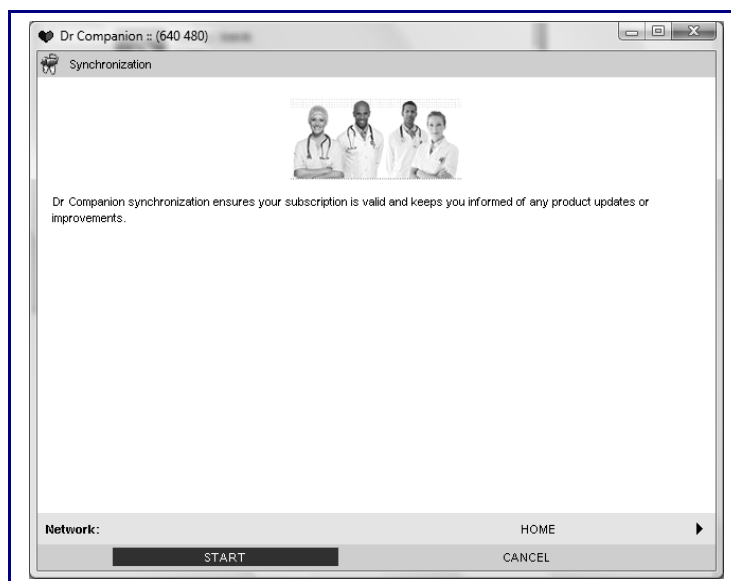 Dr Companion :: (640 480)
Synchronization
Dr Companion synchronization ensures your subscription is valid and keeps you informed of any product updates or
improvements.
Network: HOME
START CANCEL